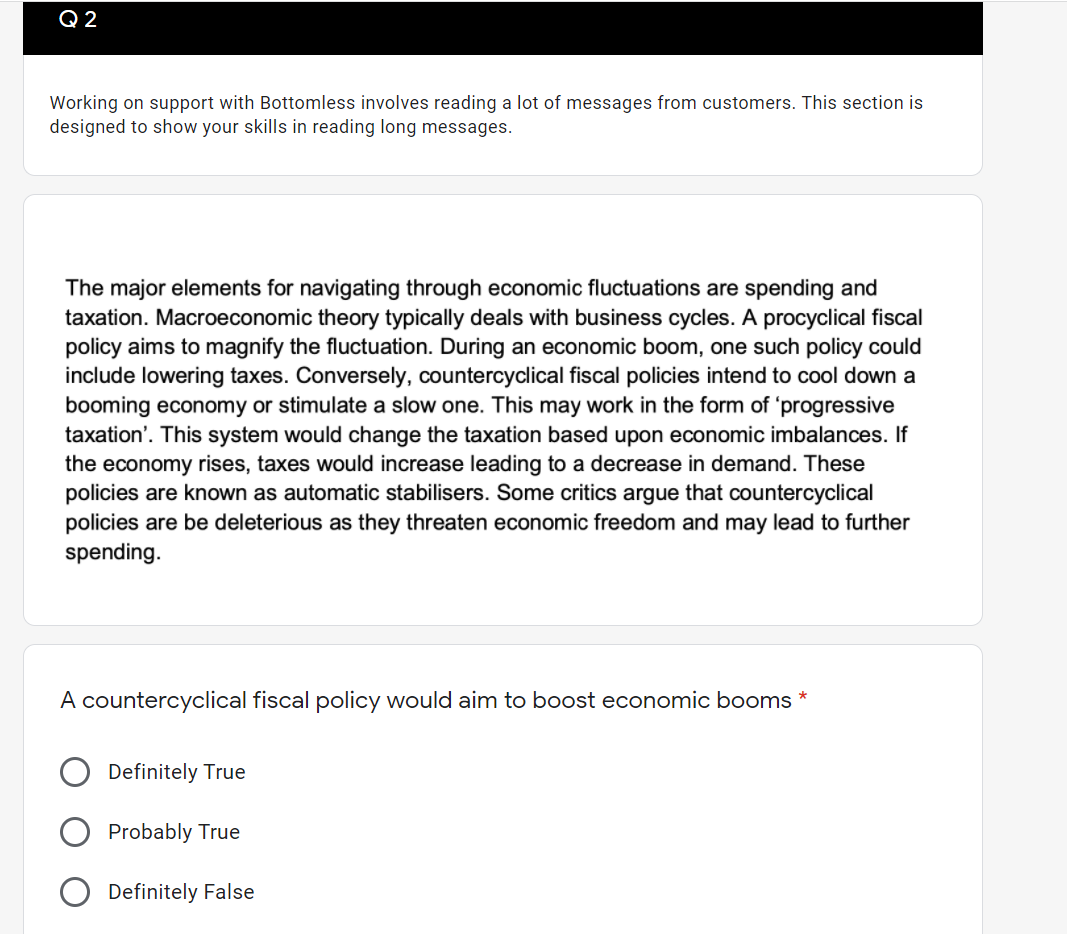 Q 2
Working on support with Bottomless involves reading a lot of messages from customers. This section is
designed to show your skills in reading long messages.
The major elements for navigating through economic fluctuations are spending and
taxation. Macroeconomic theory typically deals with business cycles. A procyclical fiscal
policy aims to magnify the fluctuation. During an economic boom, one such policy could
include lowering taxes. Conversely, countercyclical fiscal policies intend to cool down a
booming economy or stimulate a slow one. This may work in the form of ‘progressive
taxation’. This system would change the taxation based upon economic imbalances. If
the economy rises, taxes would increase leading to a decrease in demand. These
policies are known as automatic stabilisers. Some critics argue that countercyclical
policies are be deleterious as they threaten economic freedom and may lead to further
spending.
A countercyclical fiscal policy would aim to boost economic booms *
Definitely True
Probably True
Definitely False